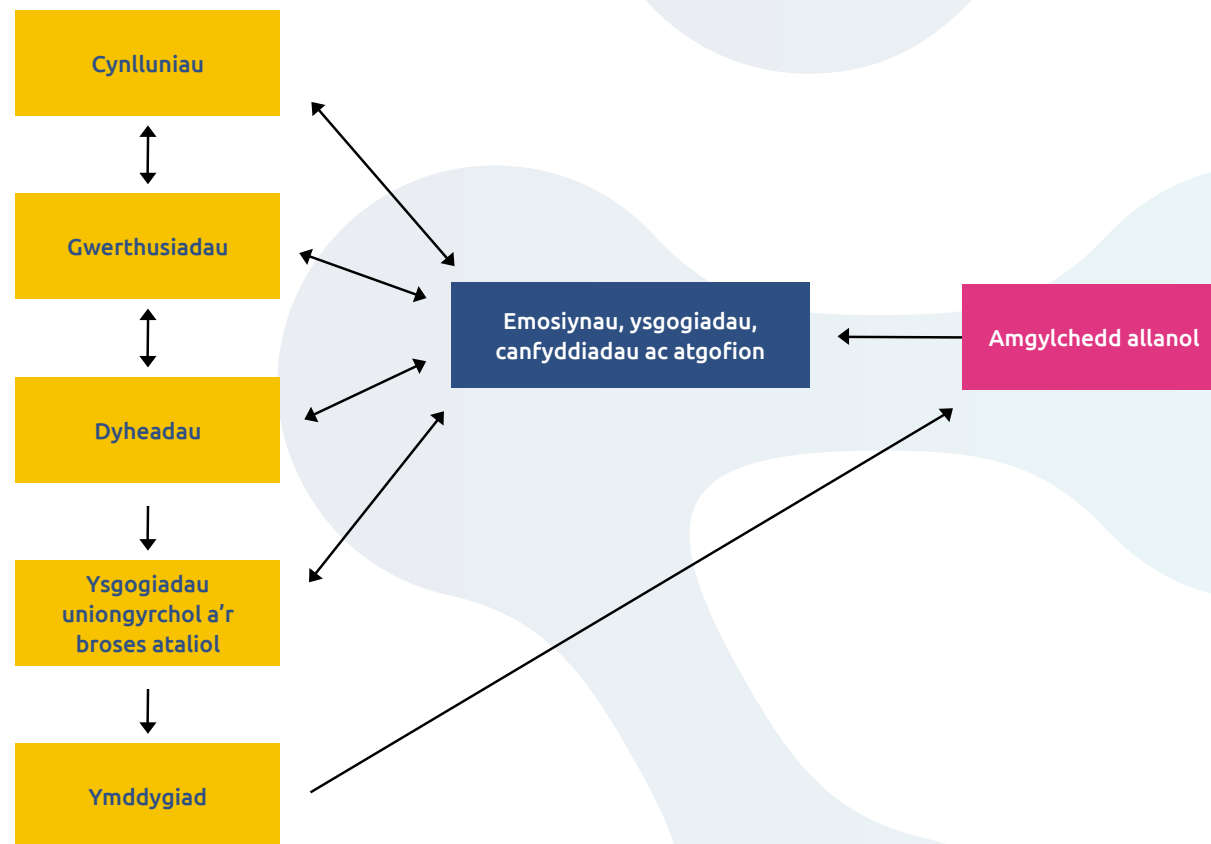 Cynlluniau
Gwerthusiadau
Dyheadau
Ysgogiadau
uniongyrchol a’r
broses ataliol
Ymddygiad
Emosiynau, ysgogiadau,
canfyddiadau ac atgofion
Amgylchedd allanol